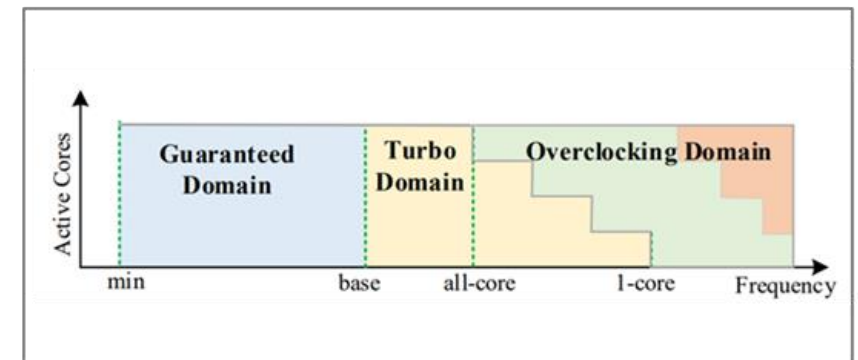 Active Cores
Guaranteed
Domain
Turbo
Domain
Overclocking Domain
min
base
all-core
1-core
Frequency